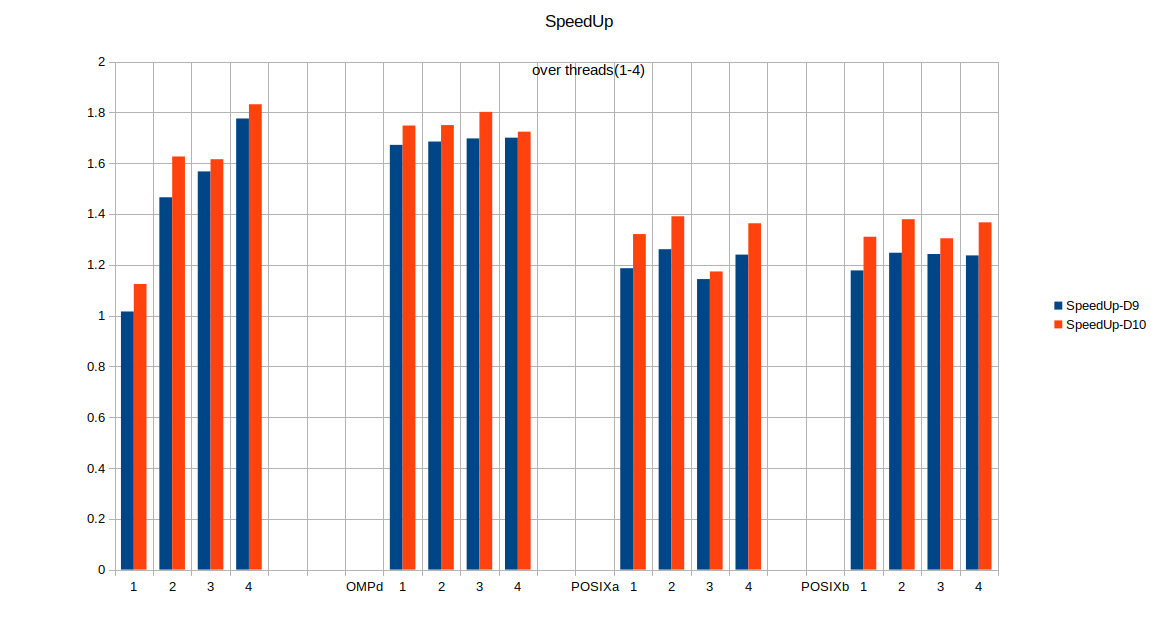 SpeedUp
over threads(1-4)
2
1.8
1.6
1.4
1.2
1
0.8
0.6
0.4
0.2
0
1 2 3 4 OMPd 1 2 3 4 POSIXa 1 2 3 4 POSIXb 1 2 3 4
SpeedUp-D9
SpeedUp-D10